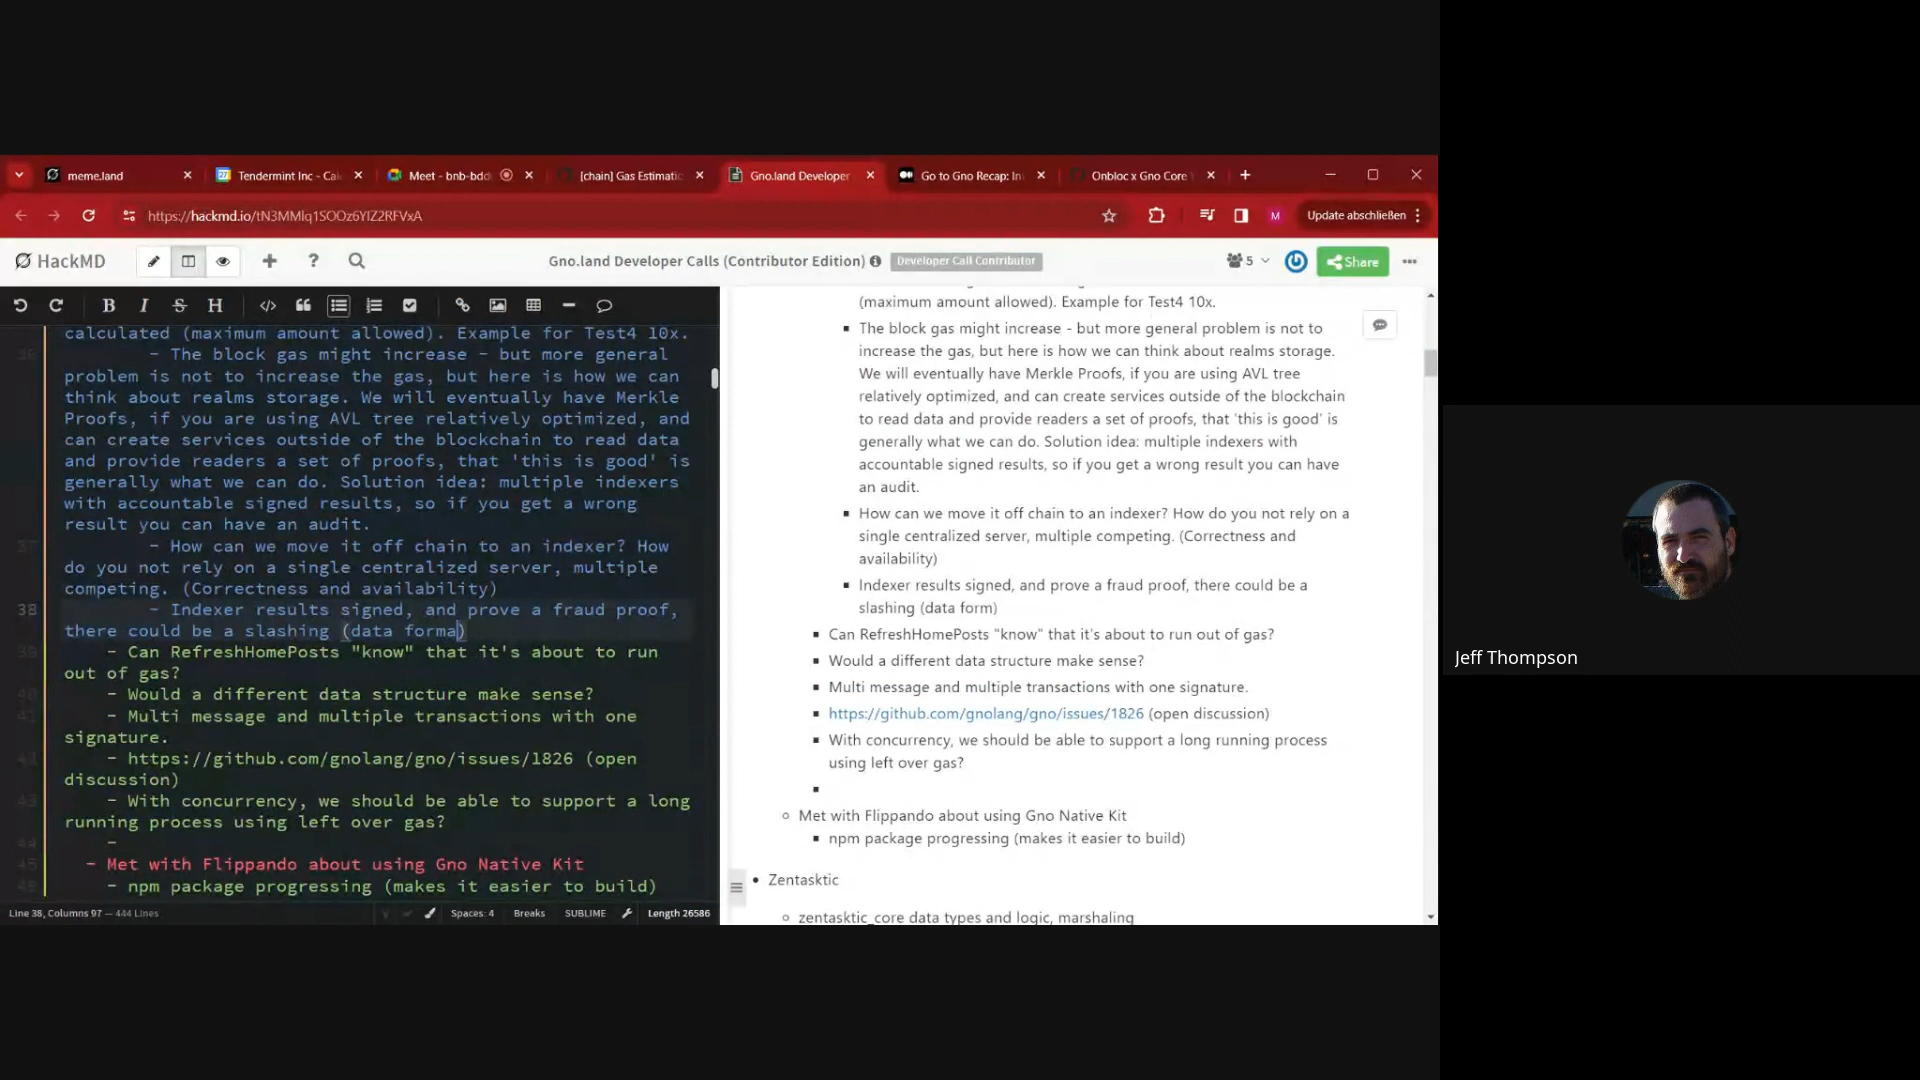 meme.land
Tendermint Inc - Cal
Meet - bnb-bdd
[chain] Gas Estimatic
Gno.land Developer
Go to Gno Recap: In
Onbloc x Gno Core
https://hackmd.io/tN3MMlq1SOOz6YIZ2RFVxA
M
Update abschließen
HackMD
Gno.land Developer Calls (Contributor Edition)
Developer Call Contributor
5
Share
calculated (maximum amount allowed). Example for Test4 10x.
36 - The block gas might increase - but more general
problem is not to increase the gas, but here is how we can
think about realms storage. We will eventually have Merkle
Proofs, if you are using AVL tree relatively optimized, and
can create services outside of the blockchain to read data
and provide readers a set of proofs, that 'this is good' is
generally what we can do. Solution idea: multiple indexers
with accountable signed results, so if you get a wrong
result you can have an audit.
37 - How can we move it off chain to an indexer? How
do you not rely on a single centralized server, multiple
competing. (Correctness and availability)
38 - Indexer results signed, and prove a fraud proof,
there could be a slashing (data forma)
39 - Can RefreshHomePosts "know" that it's about to run
out of gas?
40 - Would a different data structure make sense?
41 - Multi message and multiple transactions with one
signature.
- https://github.com/gnolang/gno/issues/1826 (open
discussion)
43 - With concurrency, we should be able to support a long
running process using left over gas?
44 -
45 - Met with Flippando about using Gno Native Kit
- npm package progressing (makes it easier to build)
Line 38, Columns 97 — 444 Lines
Spaces: 4
Breaks
SUBLIME
Length 26586
(maximum amount allowed). Example for Test4 10x.
▪ The block gas might increase - but more general problem is not to
increase the gas, but here is how we can think about realms storage.
We will eventually have Merkle Proofs, if you are using AVL tree
relatively optimized, and can create services outside of the blockchain
to read data and provide readers a set of proofs, that 'this is good' is
generally what we can do. Solution idea: multiple indexers with
accountable signed results, so if you get a wrong result you can have
an audit.
▪ How can we move it off chain to an indexer? How do you not rely on a
single centralized server, multiple competing. (Correctness and
availability)
▪ Indexer results signed, and prove a fraud proof, there could be a
slashing (data form)
▪ Can RefreshHomePosts "know" that it's about to run out of gas?
▪ Would a different data structure make sense?
▪ Multi message and multiple transactions with one signature.
▪ https://github.com/gnolang/gno/issues/1826 (open discussion)
▪ With concurrency, we should be able to support a long running process
using left over gas?
▪
○ Met with Flippando about using Gno Native Kit
▪ npm package progressing (makes it easier to build)
• Zentasktic
○ zentasktic_core data types and logic, marshaling
Jeff Thompson